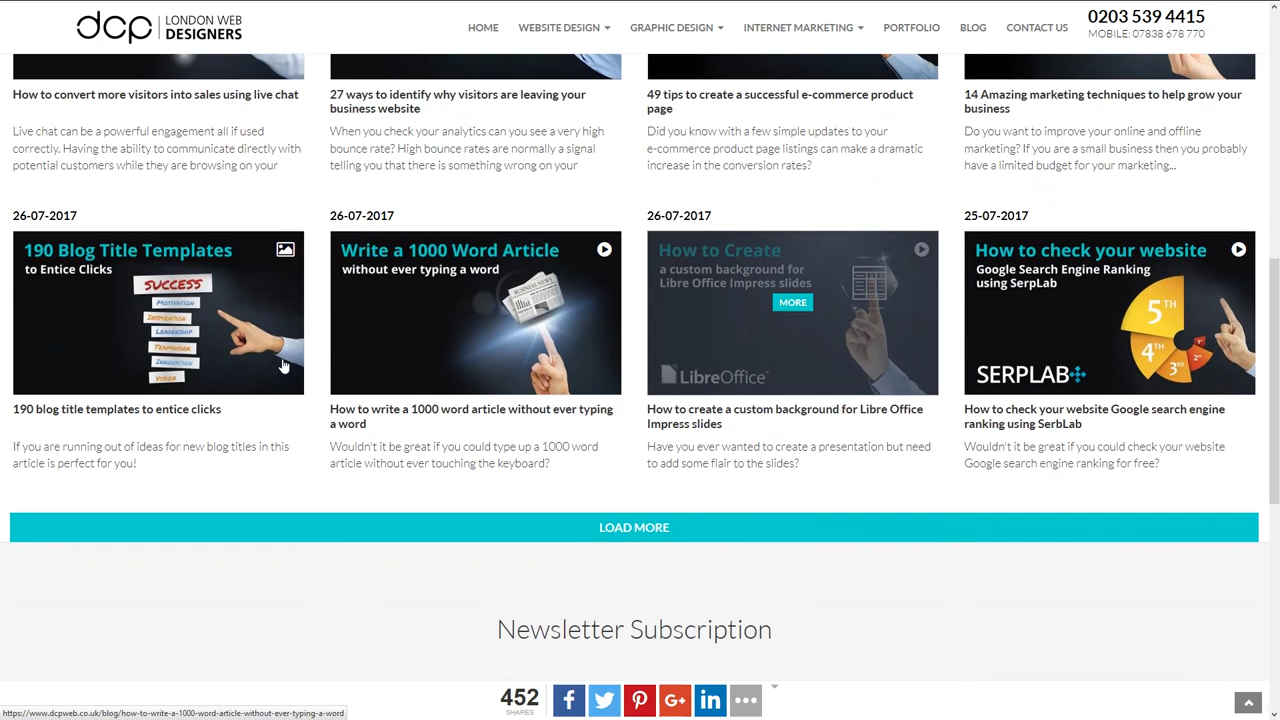 dcp LONDON WEB
DESIGNERS
HOME WEBSITE DESIGN GRAPHIC DESIGN INTERNET MARKETING PORTFOLIO BLOG CONTACT US
0203 539 4415
MOBILE: 07838 678 770
How to convert more visitors into sales using live chat
Live chat can be a powerful engagement all if used
correctly. Having the ability to communicate directly with
potential customers while they are browsing on your
27 ways to identify why visitors are leaving your
business website
When you check your analytics can you see a very high
bounce rate? High bounce rates are normally a signal
telling you that there is something wrong on your
49 tips to create a successful e-commerce product
page
Did you know with a few simple updates to your
e-commerce product page listings can make a dramatic
increase in the conversion rates?
14 Amazing marketing techniques to help grow your
business
Do you want to improve your online and offline
marketing? If you are a small business then you probably
have a limited budget for your marketing...
26-07-2017
190 Blog Title Templates
to Entice Clicks
SUCCESS
MOTIVATION
INSPIRATION
LEADERSHIP
TEAMWORK
INNOVATION
VISION
190 blog title templates to entice clicks
If you are running out of ideas for new blog titles in this
article is perfect for you!
26-07-2017
Write a 1000 Word Article
without ever typing a word
BUSINESS NEWS
How to write a 1000 word article without ever typing
a word
Wouldn't it be great if you could type up a 1000 word
article without ever touching the keyboard?
26-07-2017
How to Create
a custom background for
Libre Office Impress slides
MORE
LibreOffice
How to create a custom background for Libre Office
Impress slides
Have you ever wanted to create a presentation but need
to add some flair to the slides?
25-07-2017
How to check your website
Google Search Engine Ranking
using SerpLab
5TH
4TH
3RD
2ND
1ST
SERPLAB
How to check your website Google search engine
ranking using SerbLab
Wouldn't it be great if you could check your website
Google search engine ranking for free?
LOAD MORE
Newsletter Subscription
452
SHARES
https://www.dcpweb.co.uk/blog/how-to-write-a-1000-word-article-without-ever-typing-a-word